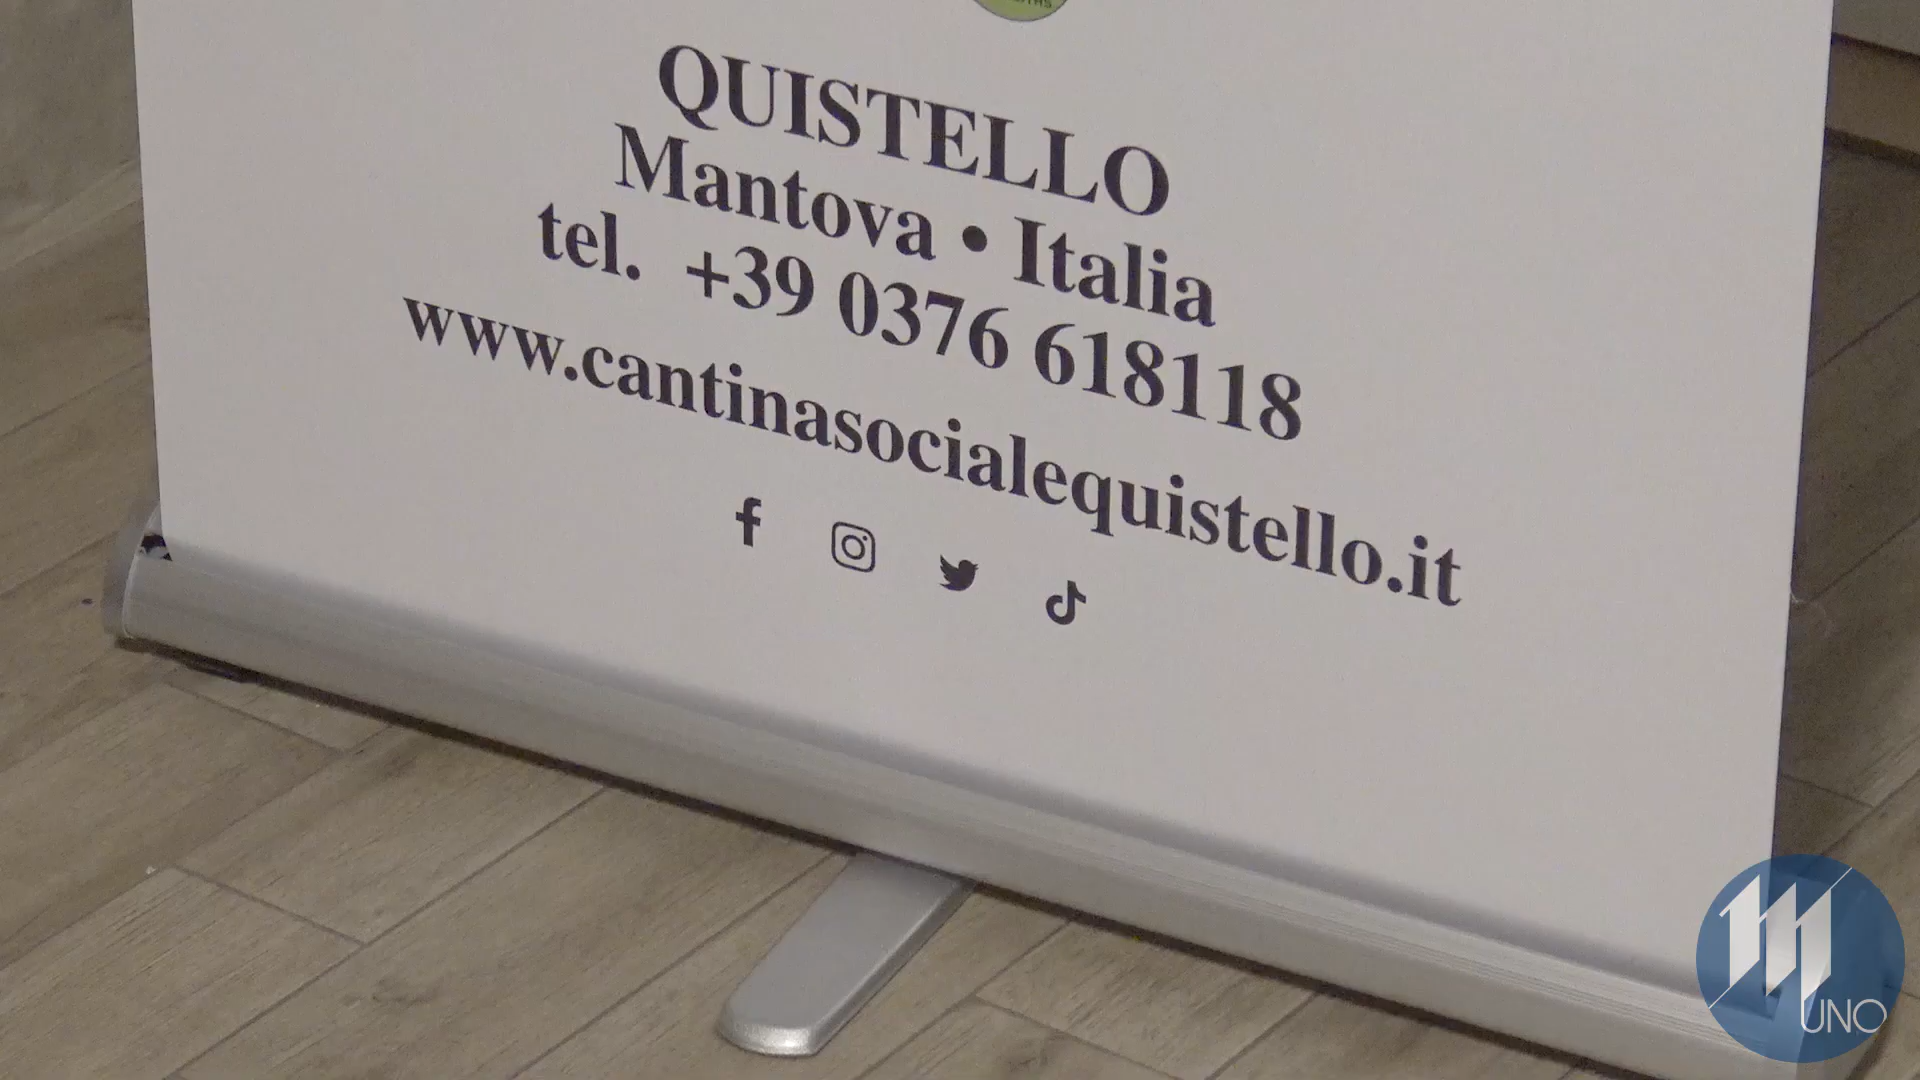 QUISTELLO
Mantova • Italia
tel. +39 0376 618118
www.cantinasocialequistello.it
M
UNO